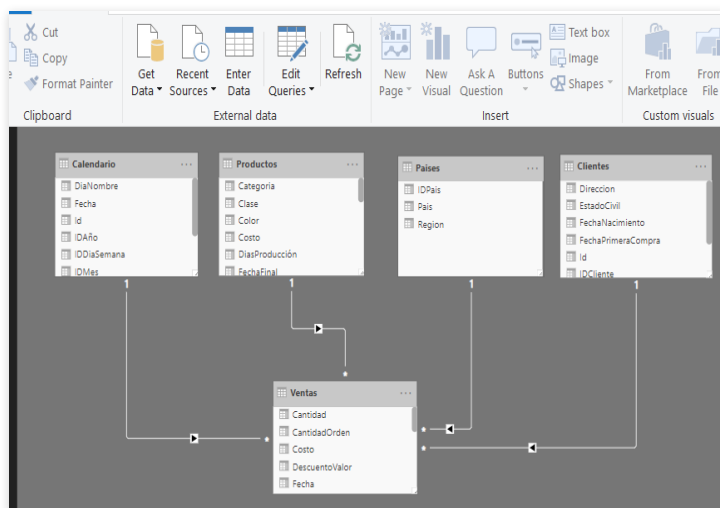 Cut
Copy
Format Painter
Clipboard
Get Data
Recent Sources
Enter Data
Edit Queries
Refresh
External data
New Page
New Visual
Ask A Question
Buttons
Text box
Image
Shapes
Insert
From Marketplace
From File
Custom visuals
Calendario
DiaNombre
Fecha
Id
IDAño
IDDiaSemana
IDMes
1
Productos
Categoria
Clase
Color
Costo
DiasProducción
FechaFinal
1
Paises
IDPais
Pais
Region
1
Clientes
Direccion
EstadoCivil
FechaNacimiento
FechaPrimeraCompra
Id
IDCliente
1
Ventas
Cantidad
CantidadOrden
Costo
DescuentoValor
Fecha
*
*
*
*